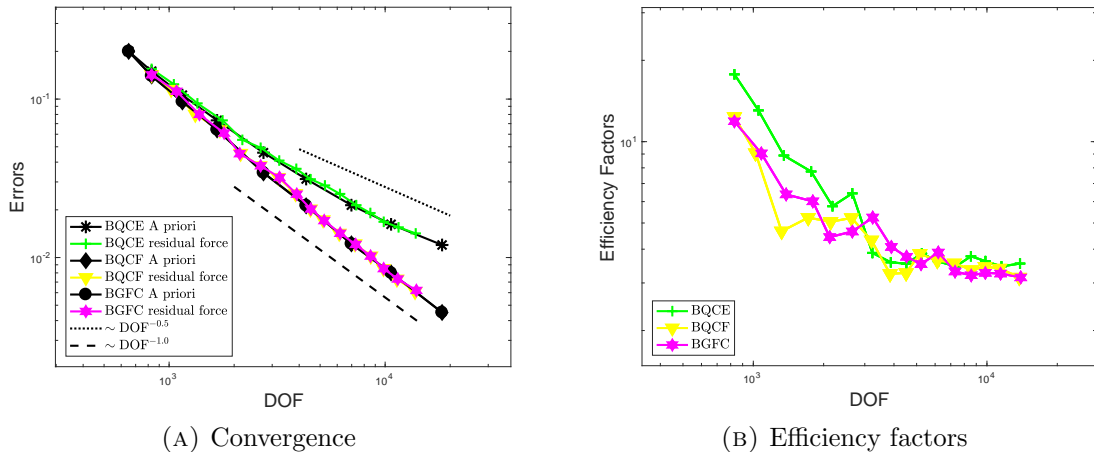 Errors
10^-1
10^-2
10^3
10^4
DOF
BQCE A priori
BQCE residual force
BQCF A priori
BQCF residual force
BGFC A priori
BGFC residual force
~ DOF^-0.5
~ DOF^-1.0
(A) Convergence
Efficiency Factors
10^1
10^3
10^4
DOF
BQCE
BQCF
BGFC
(B) Efficiency factors